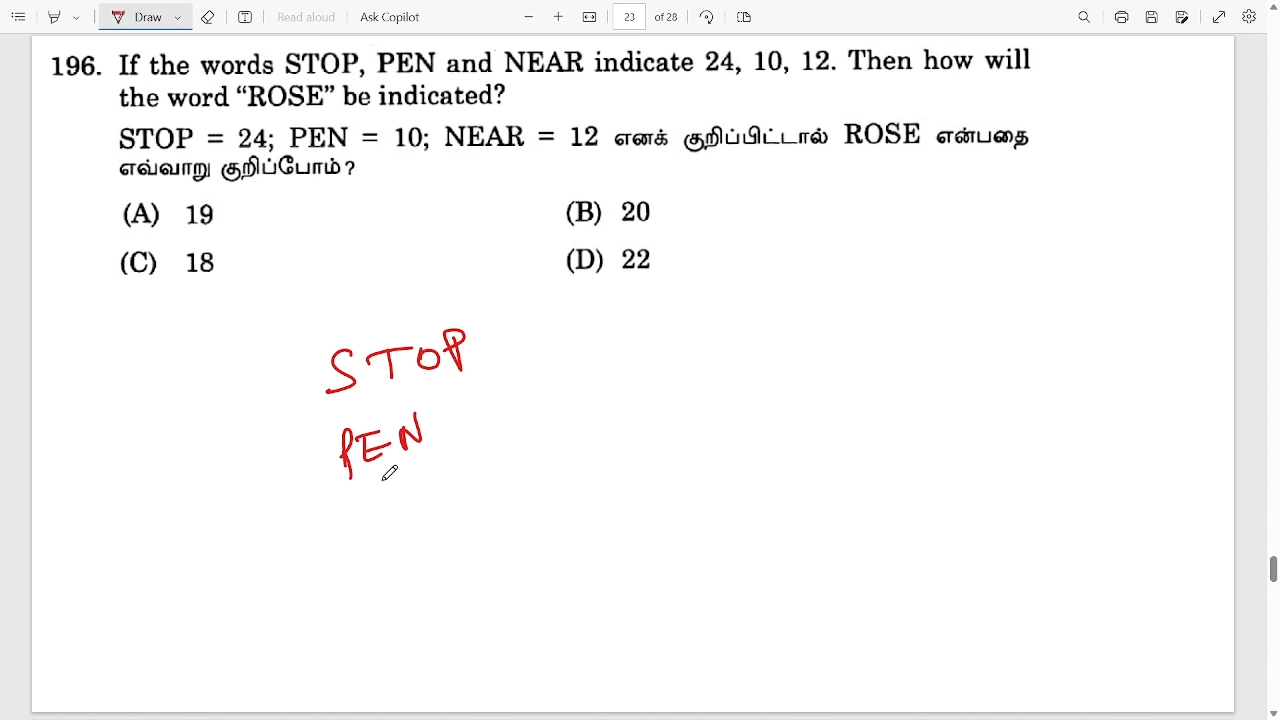 Draw
Read aloud
Ask Copilot
23
of 28
196. If the words STOP, PEN and NEAR indicate 24, 10, 12. Then how will
the word “ROSE” be indicated?
STOP = 24; PEN = 10; NEAR = 12 எனக் குறிப்பிட்டால் ROSE என்பதை
எவ்வாறு குறிப்போம்?
(A) 19
(B) 20
(C) 18
(D) 22
STOP
PEN